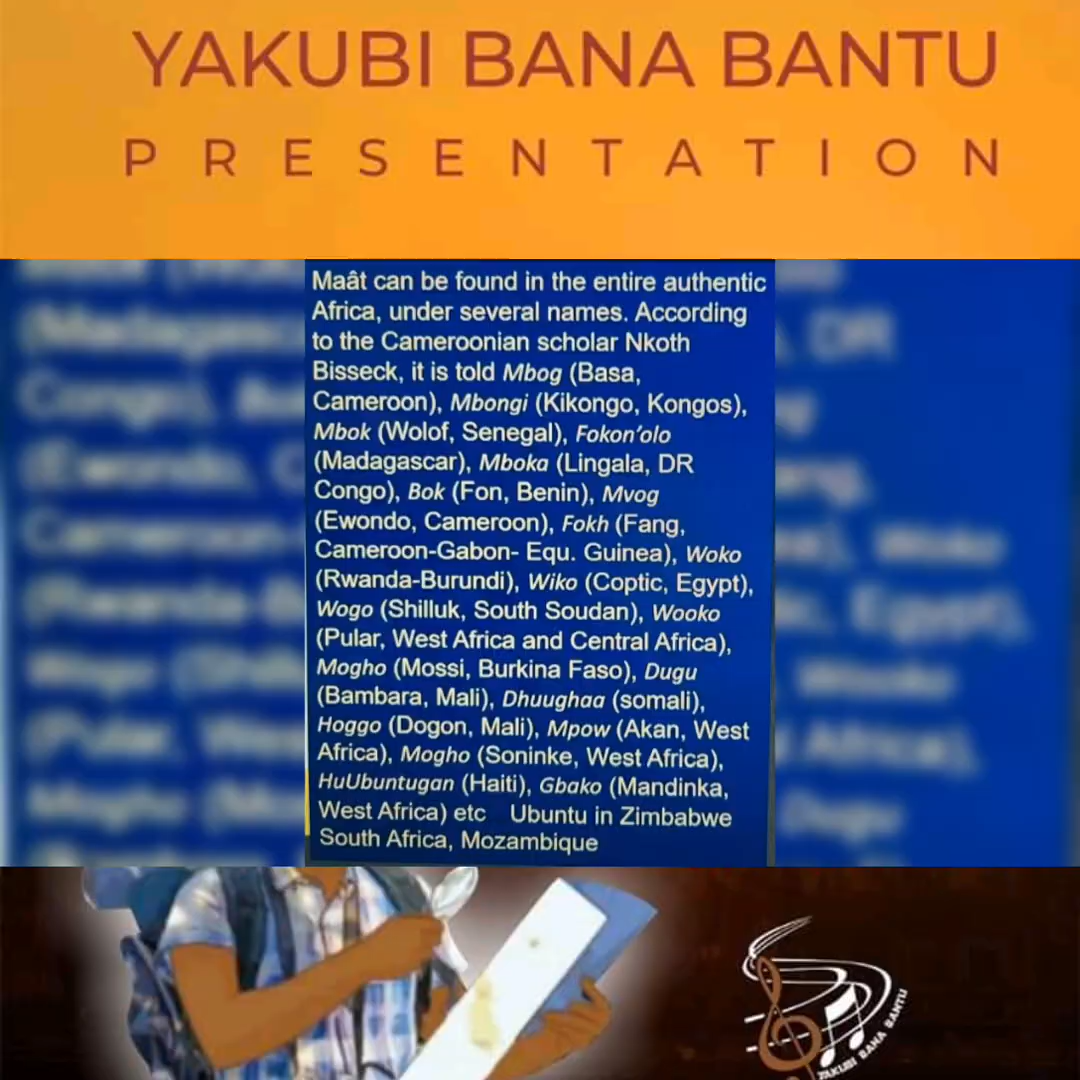 YAKUBI BANA BANTU
PRESENTATION
Maât can be found in the entire authentic
Africa, under several names. According
to the Cameroonian scholar Nkoth
Bisseck, it is told Mbog (Basa,
Cameroon), Mbongi (Kikongo, Kongos),
Mbok (Wolof, Senegal), Fokon'olo
(Madagascar), Mboka (Lingala, DR
Congo), Bok (Fon, Benin), Mvog
(Ewondo, Cameroon), Fokh (Fang,
Cameroon-Gabon- Equ. Guinea), Woko
(Rwanda-Burundi), Wiko (Coptic, Egypt),
Wogo (Shilluk, South Soudan), Wooko
(Pular, West Africa and Central Africa),
Mogho (Mossi, Burkina Faso), Dugu
(Bambara, Mali), Dhuughaa (somali),
Hoggo (Dogon, Mali), Mpow (Akan, West
Africa), Mogho (Soninke, West Africa),
HuUbuntugan (Haiti), Gbako (Mandinka,
West Africa) etc Ubuntu in Zimbabwe
South Africa, Mozambique
YAKUBI BANA BANTU